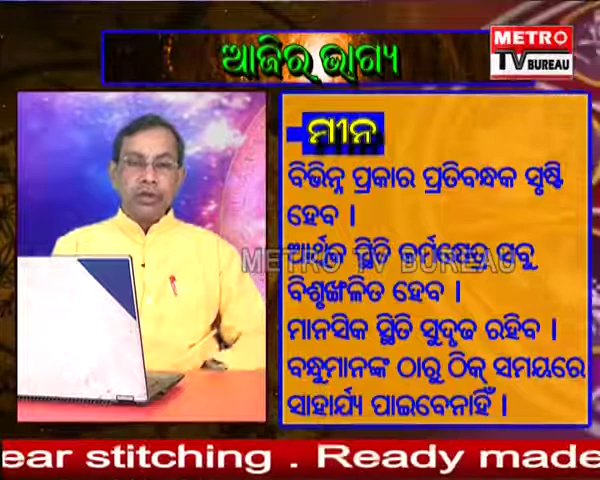 ଆଜିର ଭାଗ୍ୟ
METRO
TV BUREAU
ମୀନ
ବିଭିନ୍ନ ପ୍ରକାର ପ୍ରତିବନ୍ଧକ ସୃଷ୍ଟି
ହେବ ।
ଆର୍ଥିକ ସ୍ଥିତି କର୍ମକ୍ଷେତ୍ର ସବୁ
ବିଶୃଙ୍ଖଳିତ ହେବ ।
ମାନସିକ ସ୍ଥିତି ସୁଦୃଢ ରହିବ ।
ବନ୍ଧୁମାନଙ୍କ ଠାରୁ ଠିକ୍ ସମୟରେ
ସାହାର୍ଯ୍ୟ ପାଇବେନାହିଁ ।
METRO TV BUREAU
ear stitching . Ready made